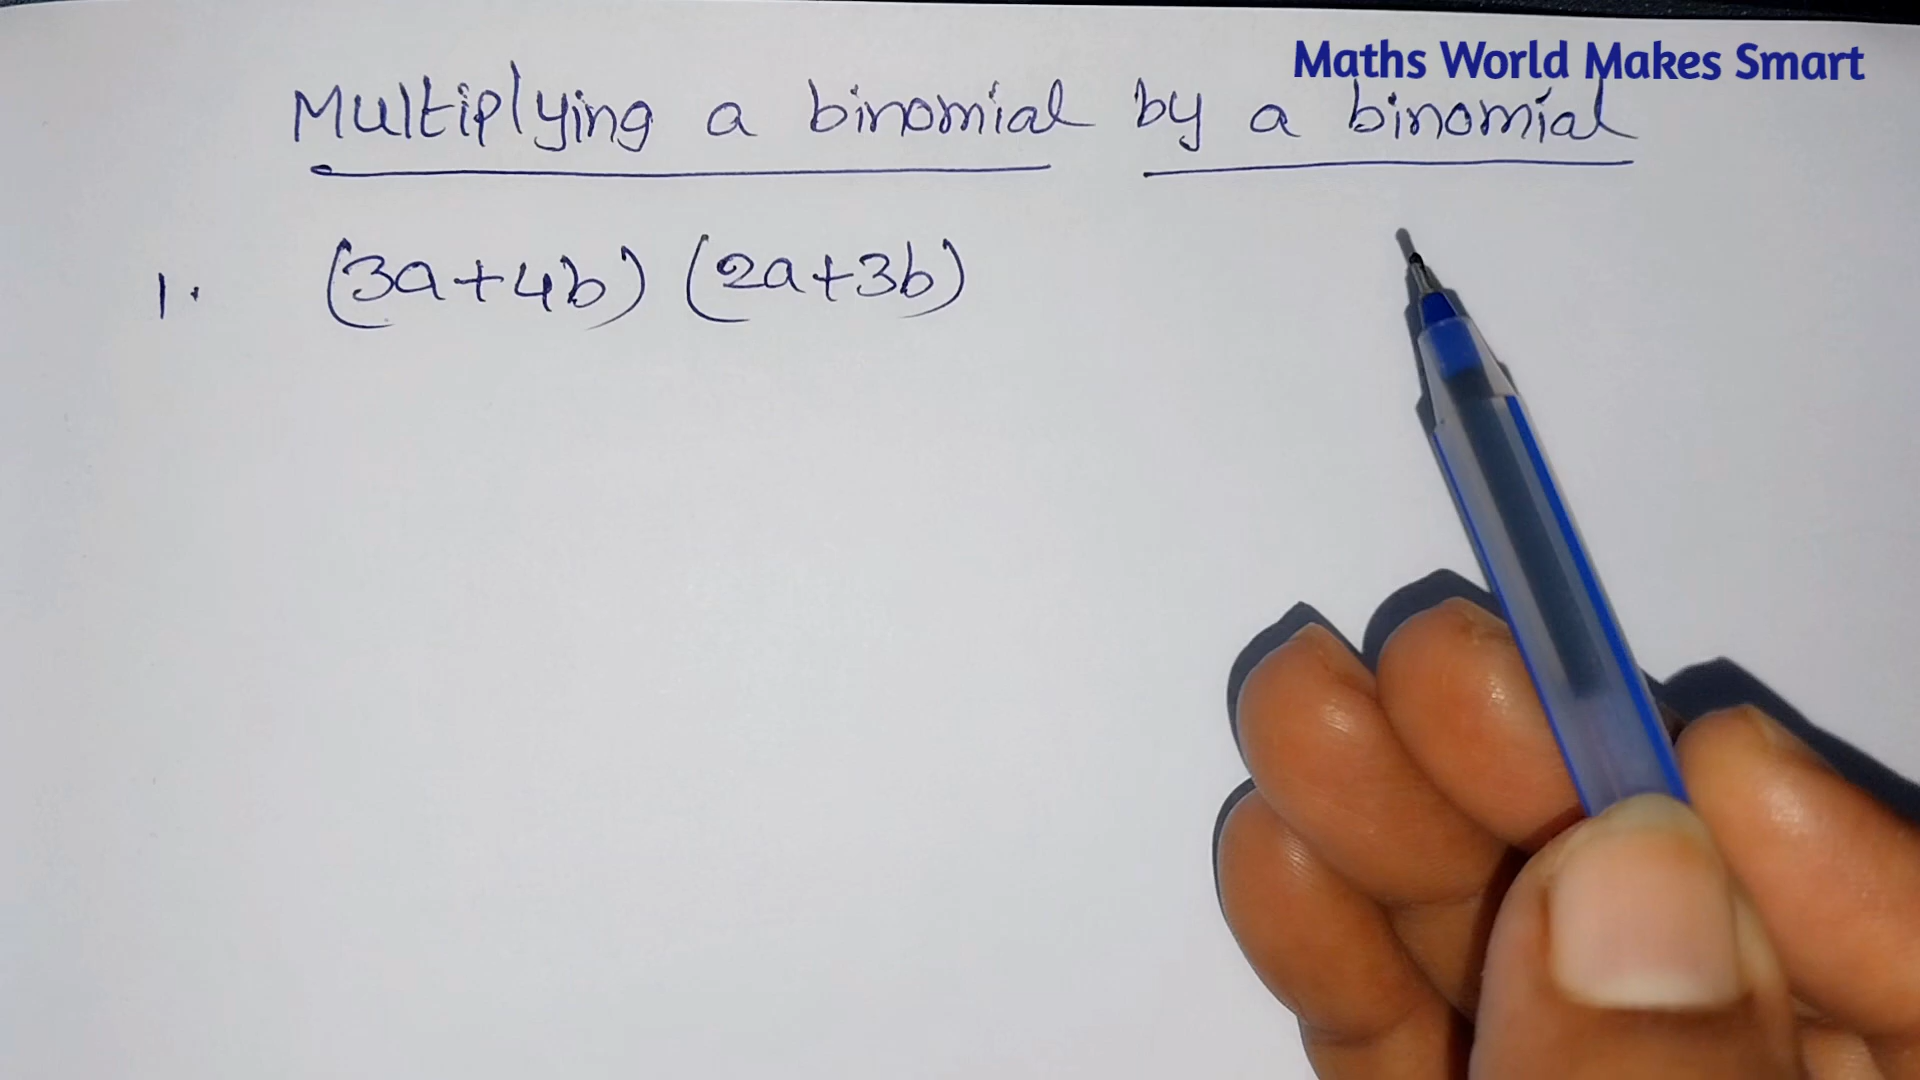 Maths World Makes Smart
Multiplying a binomial by a binomial
1. (3a+4b) (2a+3b)